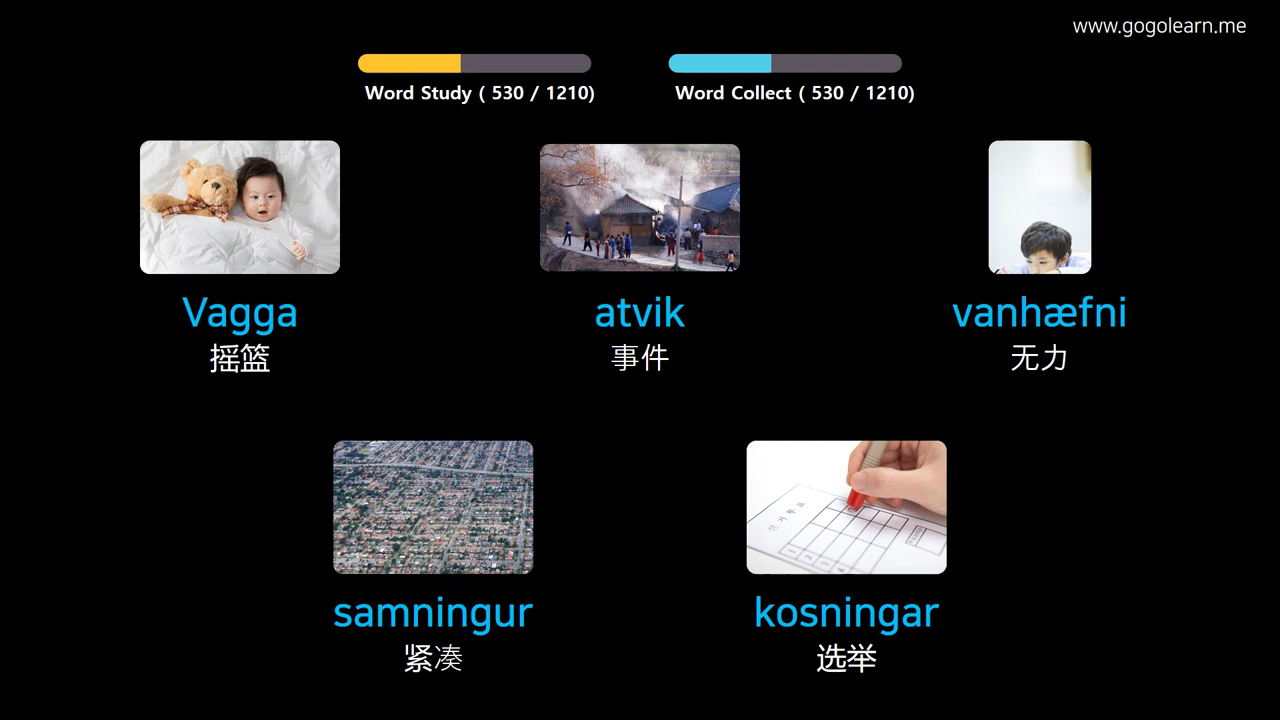 www.gogolearn.me
Word Study ( 530 / 1210)
Word Collect ( 530 / 1210)
Vagga
摇篮
atvik
事件
vanhæfni
无力
samningur
紧凑
kosningar
选举